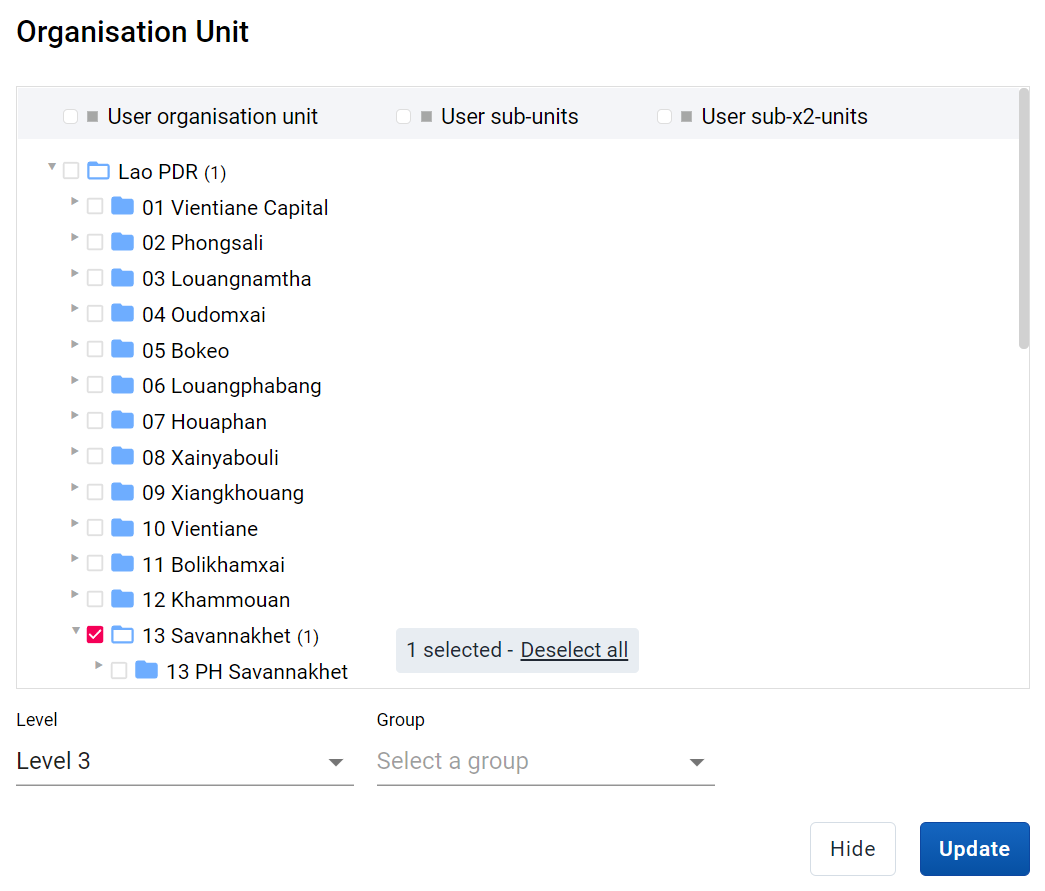 Organisation Unit
User organisation unit User sub-units User sub-x2-units
Lao PDR (1)
01 Vientiane Capital
02 Phongsali
03 Louangnamtha
04 Oudomxai
05 Bokeo
06 Louangphabang
07 Houaphan
08 Xainyabouli
09 Xiangkhouang
10 Vientiane
11 Bolikhamxai
12 Khammouan
13 Savannakhet (1)
1 selected - Deselect all
13 PH Savannakhet
Level Group
Level 3 Select a group
Hide Update